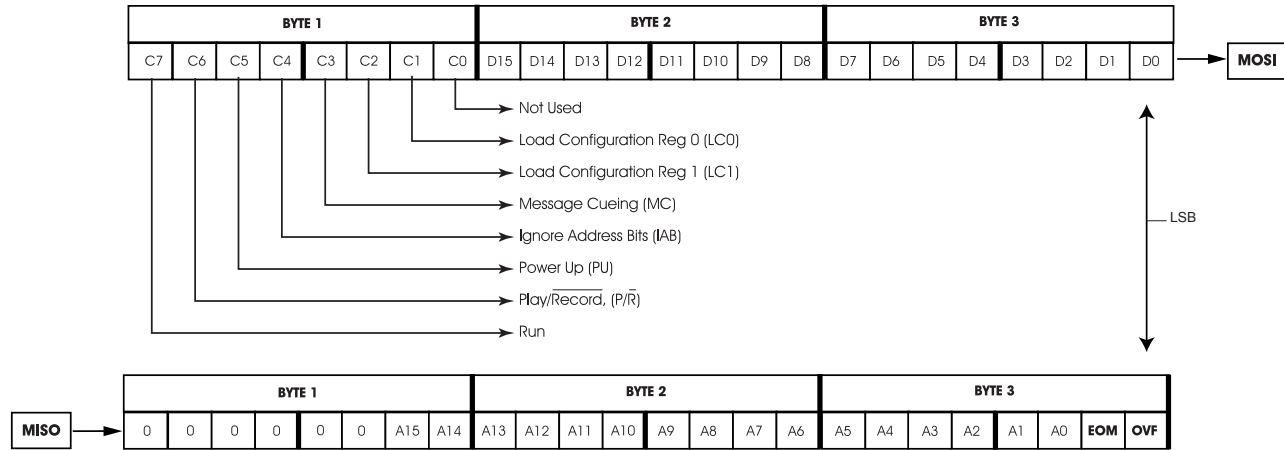 BYTE 1 BYTE 2 BYTE 3
C7 C6 C5 C4 C3 C2 C1 C0 D15 D14 D13 D12 D11 D10 D9 D8 D7 D6 D5 D4 D3 D2 D1 D0 MOSI
Not Used
Load Configuration Reg 0 (LC0)
Load Configuration Reg 1 (LC1)
Message Cueing (MC)
LSB
Ignore Address Bits (IAB)
Power Up (PU)
Play/R̅e̅c̅o̅r̅d̅, (P/R̅)
Run
BYTE 1 BYTE 2 BYTE 3
MISO 0 0 0 0 0 0 A15 A14 A13 A12 A11 A10 A9 A8 A7 A6 A5 A4 A3 A2 A1 A0 EOM OVF